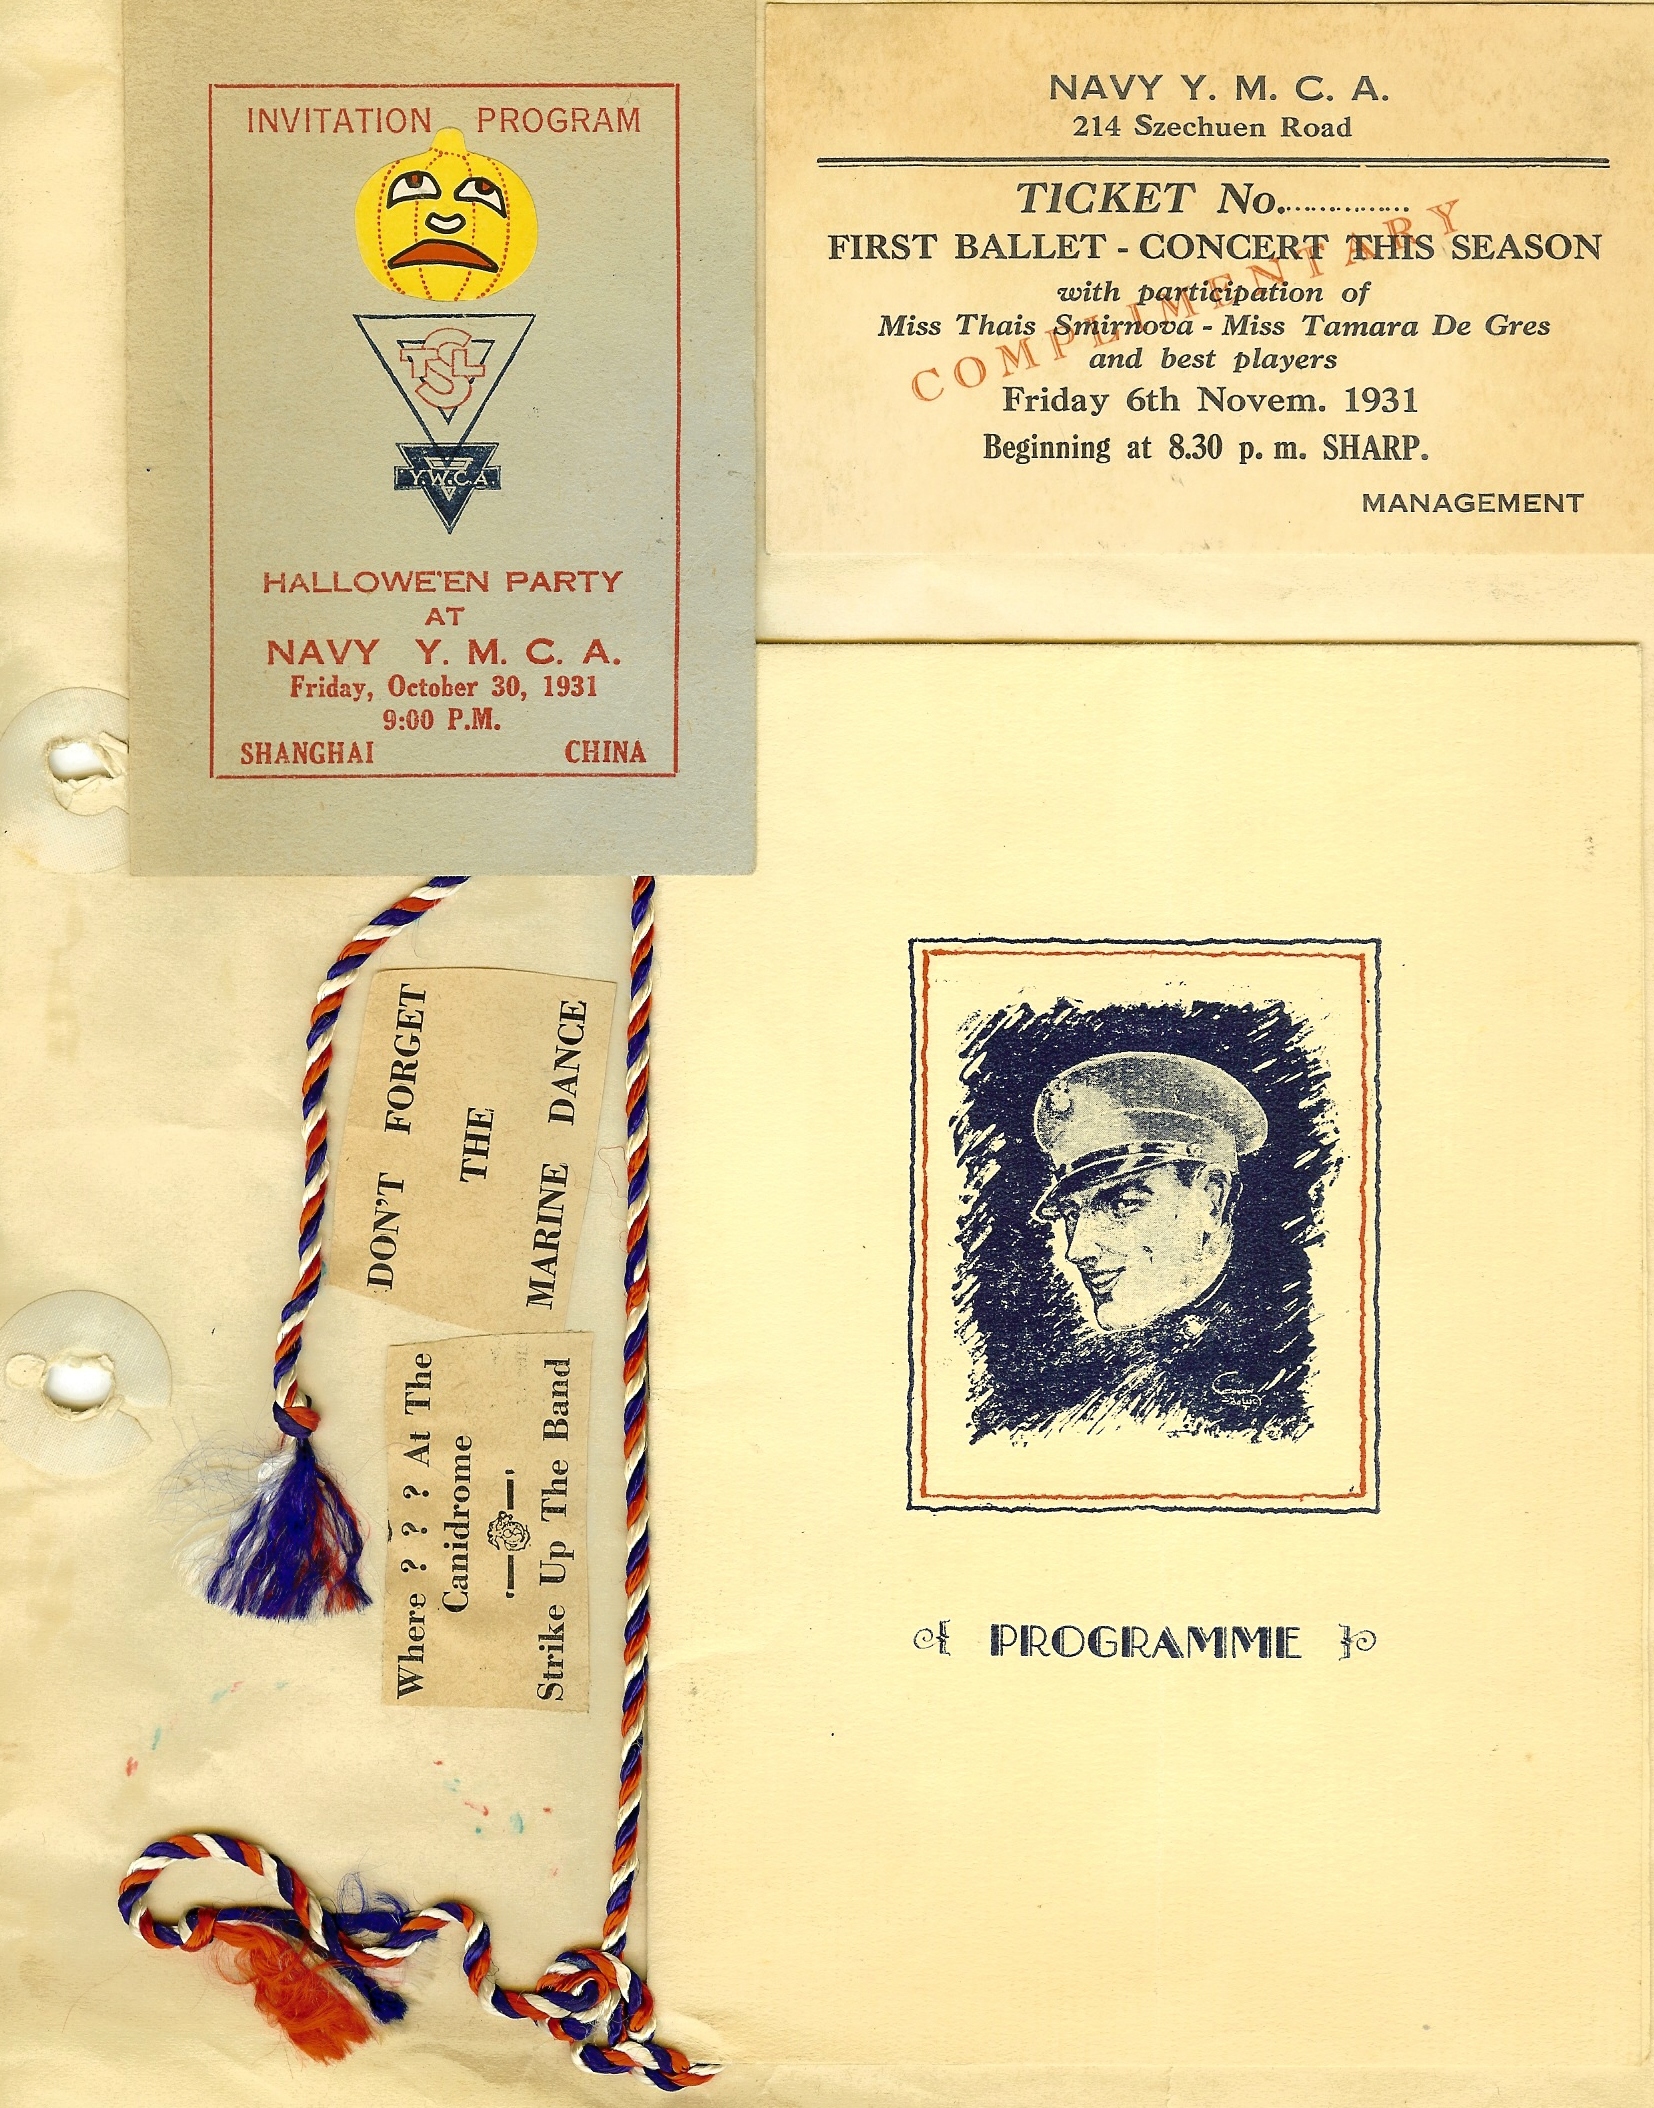 INVITATION PROGRAM
TSL
Y.W.C.A.
HALLOWE'EN PARTY
AT
NAVY Y. M. C. A.
Friday, October 30, 1931
9:00 P.M.
SHANGHAI CHINA
NAVY Y. M. C. A.
214 Szechuen Road
TICKET No...............
FIRST BALLET - CONCERT THIS SEASON
with participation of
Miss Thais Smirnova - Miss Tamara De Gres
and best players
Friday 6th Novem. 1931
Beginning at 8.30 p. m. SHARP.
MANAGEMENT
COMPLIMENTARY
DON'T FORGET
THE
MARINE DANCE
Where ? ? ? ? At The
Canidrome
Strike Up The Band
PROGRAMME